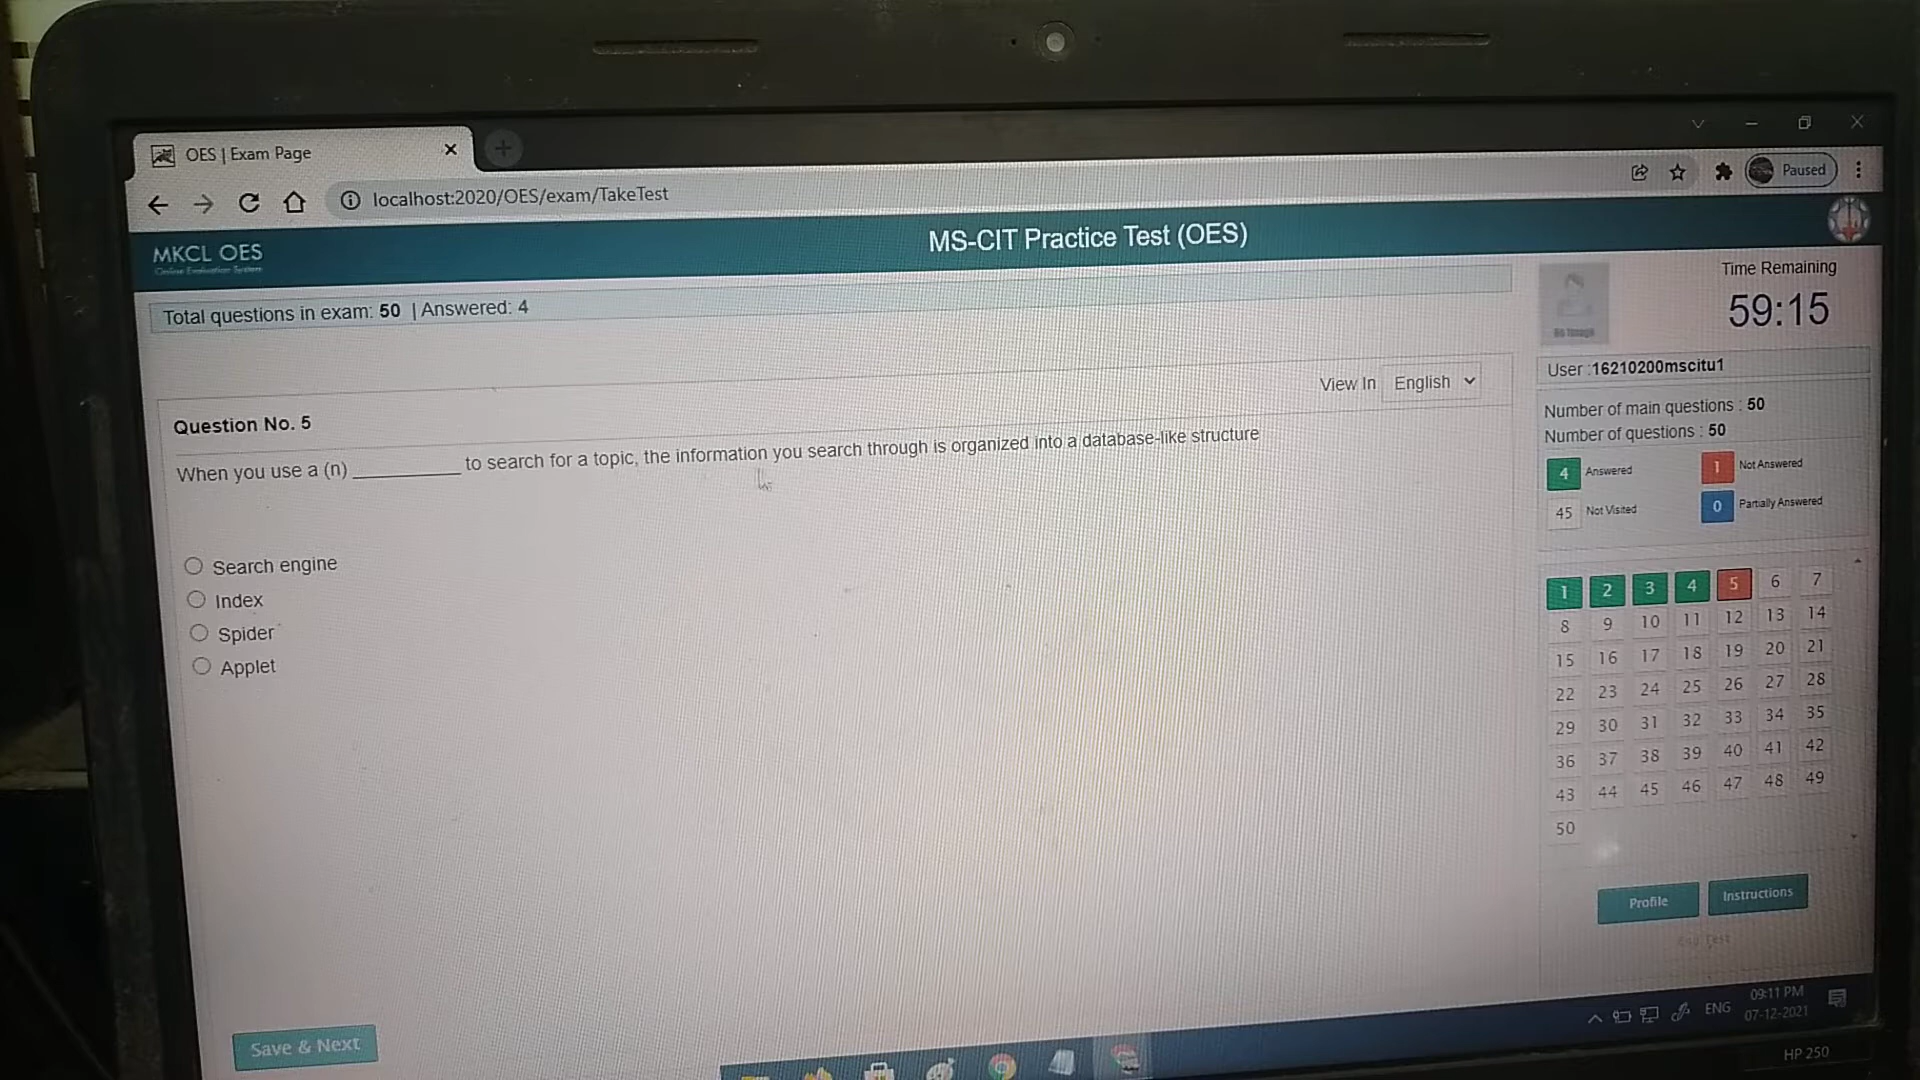 OES | Exam Page
Paused
localhost:2020/OES/exam/TakeTest
MKCL OES
Online Evaluation System
MS-CIT Practice Test (OES)
Total questions in exam: 50 | Answered: 4
Time Remaining
59:15
No Image
User :16210200mscitu1
View In English
Number of main questions : 50
Number of questions : 50
4 Answered 1 Not Answered
45 Not Visited 0 Partially Answered
Question No. 5
When you use a (n) __________ to search for a topic, the information you search through is organized into a database-like structure
Search engine
Index
Spider
Applet
1 2 3 4 5 6 7
8 9 10 11 12 13 14
15 16 17 18 19 20 21
22 23 24 25 26 27 28
29 30 31 32 33 34 35
36 37 38 39 40 41 42
43 44 45 46 47 48 49
50
Profile Instructions
End Test
Save & Next
ENG
09:11 PM
07-12-2021
HP 250